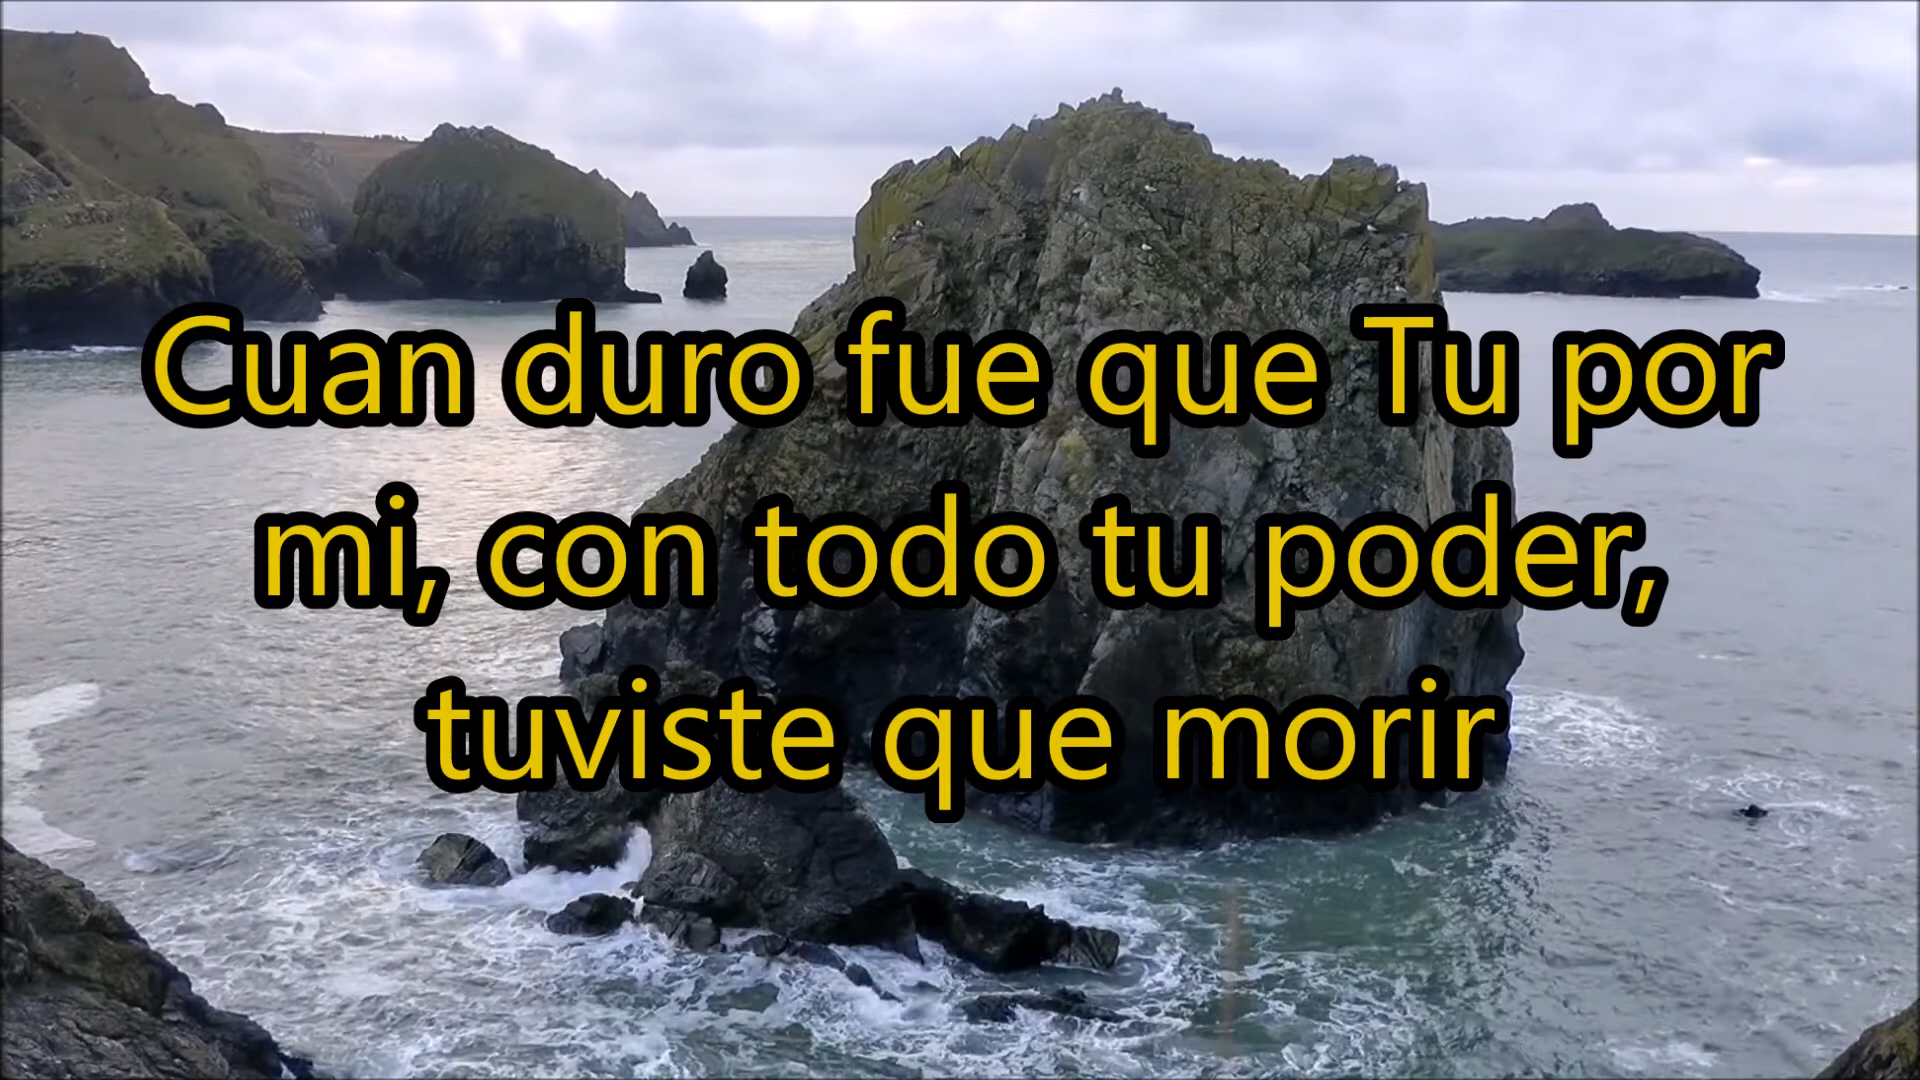 Cuan duro fue que Tu por
mi, con todo tu poder,
tuviste que morir